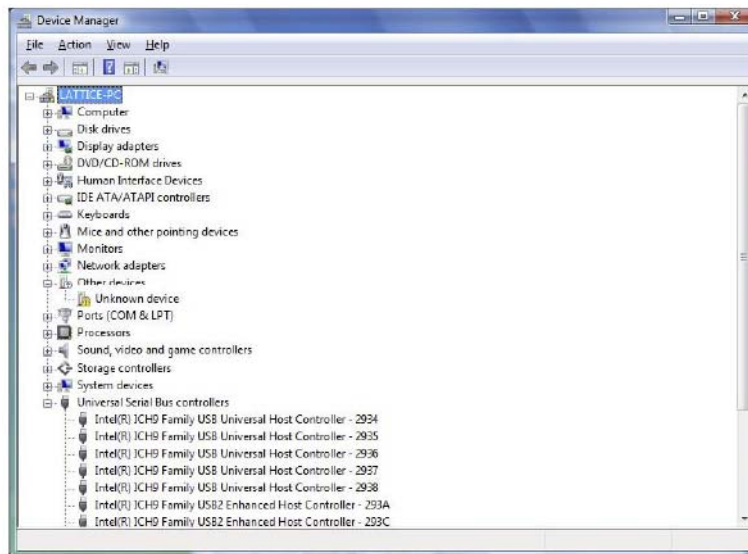 Device Manager
File Action View Help
LATTICE-PC
Computer
Disk drives
Display adapters
DVD/CD-ROM drives
Human Interface Devices
IDE ATA/ATAPI controllers
Keyboards
Mice and other pointing devices
Monitors
Network adapters
Other devices
Unknown device
Ports (COM & LPT)
Processors
Sound, video and game controllers
Storage controllers
System devices
Universal Serial Bus controllers
Intel(R) ICH9 Family USB Universal Host Controller - 2934
Intel(R) ICH9 Family USB Universal Host Controller - 2935
Intel(R) ICH9 Family USB Universal Host Controller - 2936
Intel(R) ICH9 Family USB Universal Host Controller - 2937
Intel(R) ICH9 Family USB Universal Host Controller - 2938
Intel(R) ICH9 Family USB2 Enhanced Host Controller - 293A
Intel(R) ICH9 Family USB2 Enhanced Host Controller - 293C